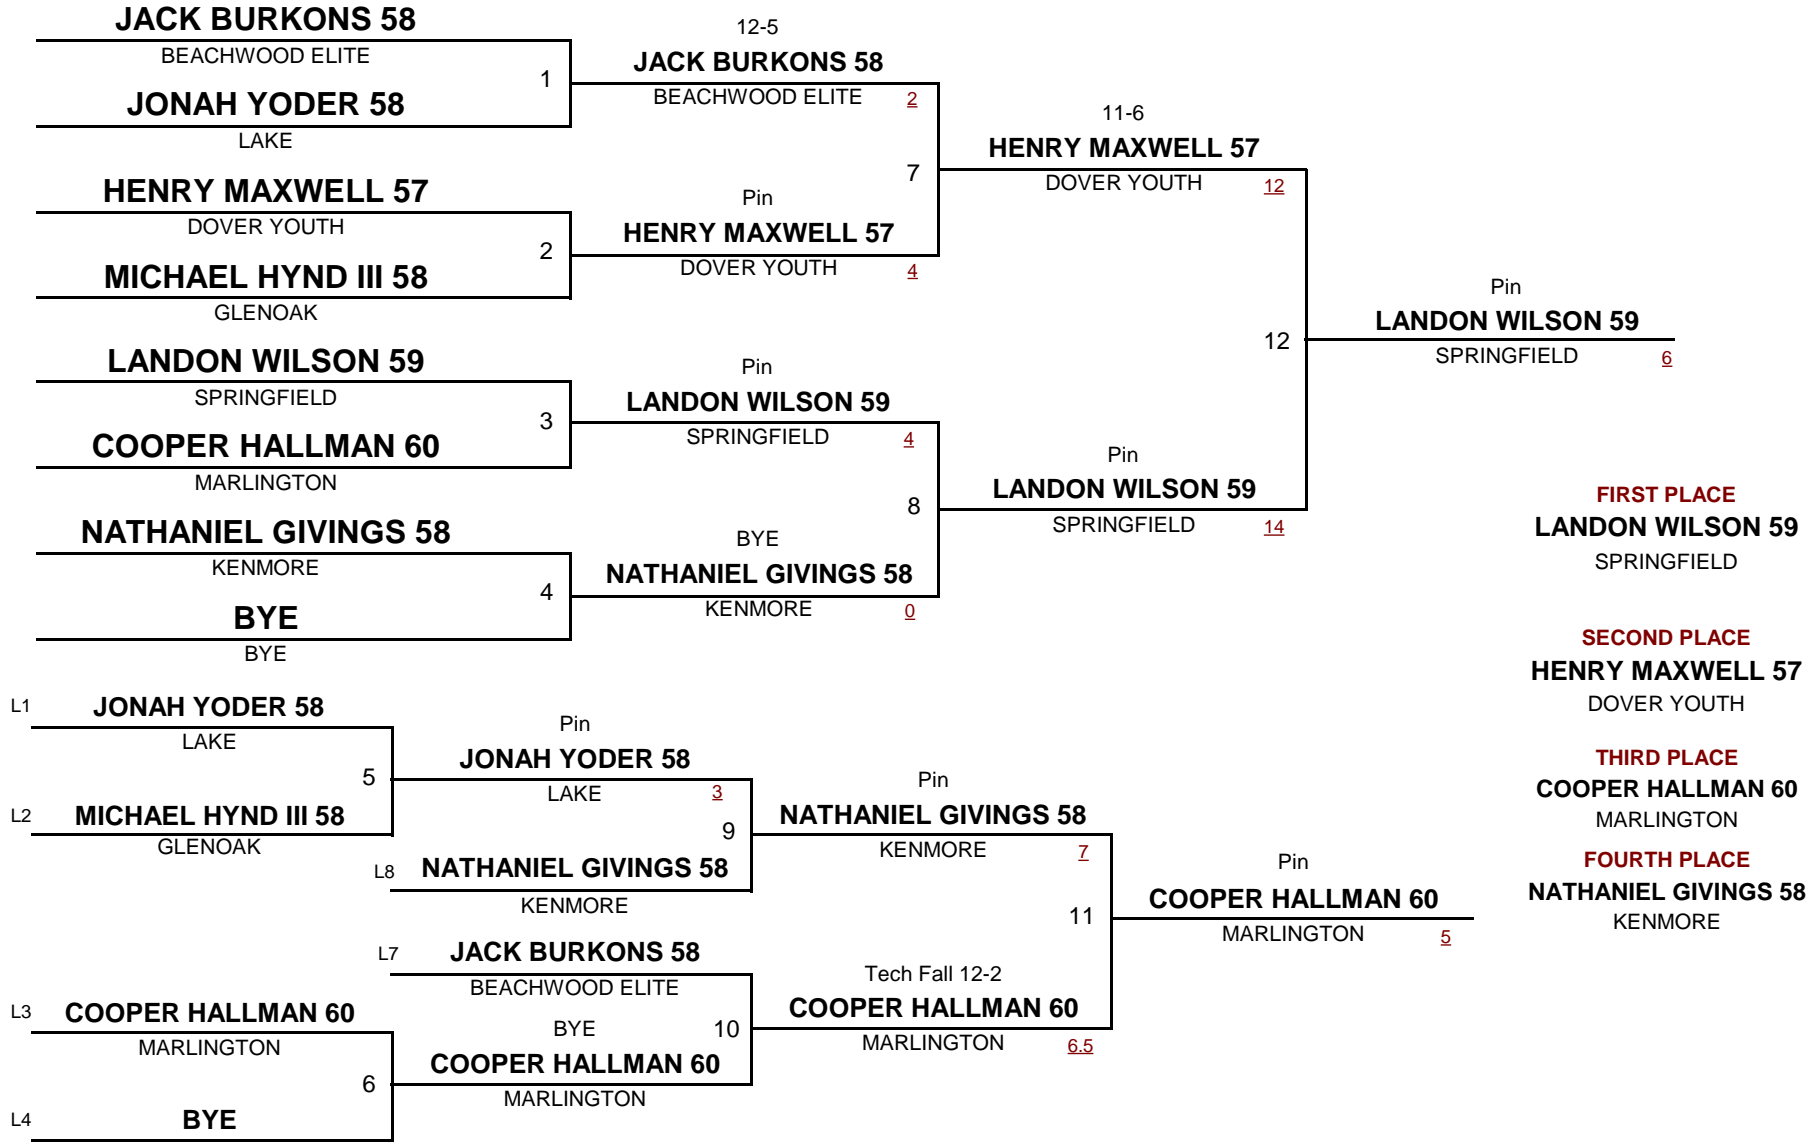 JACK BURKONS 58
BEACHWOOD ELITE
1
JONAH YODER 58
LAKE
HENRY MAXWELL 57
DOVER YOUTH
2
MICHAEL HYND III 58
GLENOAK
LANDON WILSON 59
SPRINGFIELD
3
COOPER HALLMAN 60
MARLINGTON
NATHANIEL GIVINGS 58
KENMORE
4
BYE
BYE
12-5
JACK BURKONS 58
BEACHWOOD ELITE 2
7
Pin
HENRY MAXWELL 57
DOVER YOUTH 4
Pin
LANDON WILSON 59
SPRINGFIELD 4
8
BYE
NATHANIEL GIVINGS 58
KENMORE 0
11-6
HENRY MAXWELL 57
DOVER YOUTH 12
12
Pin
LANDON WILSON 59
SPRINGFIELD 14
Pin
LANDON WILSON 59
SPRINGFIELD 6
L1 JONAH YODER 58
LAKE
5
L2 MICHAEL HYND III 58
GLENOAK
L3 COOPER HALLMAN 60
MARLINGTON
6
L4 BYE
Pin
JONAH YODER 58
LAKE 3
9
L8 NATHANIEL GIVINGS 58
KENMORE
L7 JACK BURKONS 58
BEACHWOOD ELITE
BYE 10
COOPER HALLMAN 60
MARLINGTON
Pin
NATHANIEL GIVINGS 58
KENMORE 7
11
Tech Fall 12-2
COOPER HALLMAN 60
MARLINGTON 6.5
Pin
COOPER HALLMAN 60
MARLINGTON 5
FIRST PLACE
LANDON WILSON 59
SPRINGFIELD
SECOND PLACE
HENRY MAXWELL 57
DOVER YOUTH
THIRD PLACE
COOPER HALLMAN 60
MARLINGTON
FOURTH PLACE
NATHANIEL GIVINGS 58
KENMORE